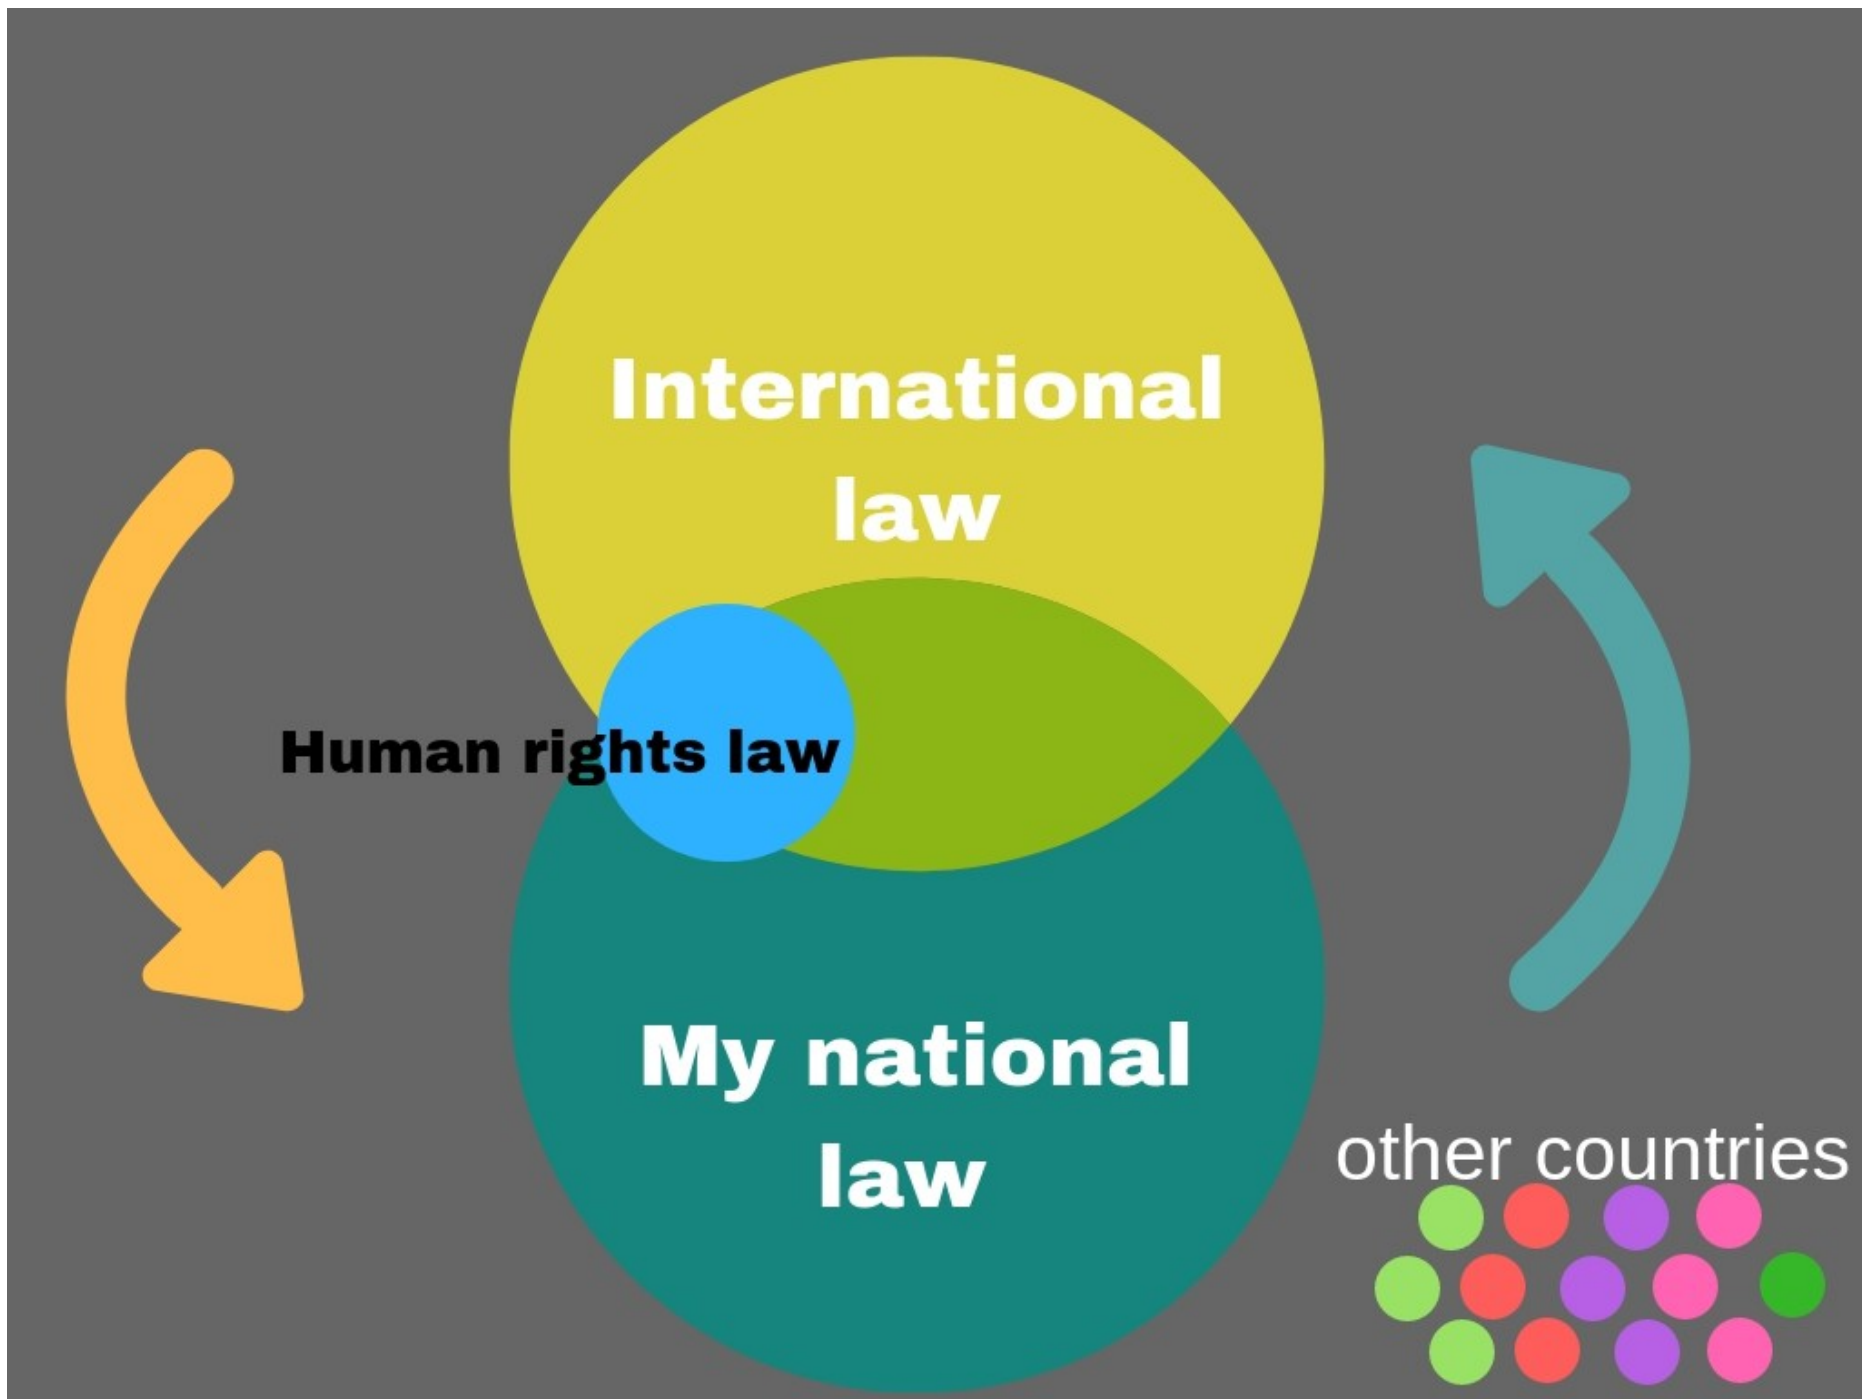 International
law
Human rights law
My national
law
other countries